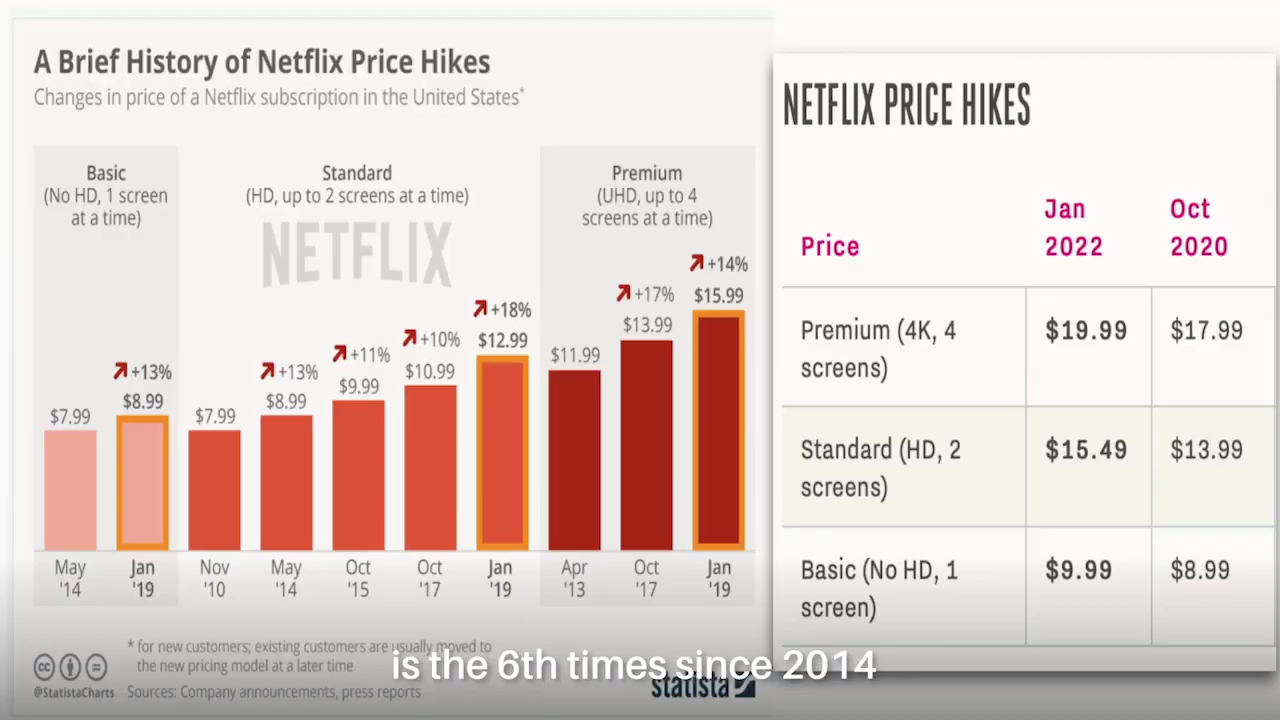 A Brief History of Netflix Price Hikes
Changes in price of a Netflix subscription in the United States*
Basic
(No HD, 1 screen
at a time)
Standard
(HD, up to 2 screens at a time)
Premium
(UHD, up to 4
screens at a time)
NETFLIX
$7.99
+13%
$8.99
$7.99
+13%
$8.99
+11%
$9.99
+10%
$10.99
+18%
$12.99
$11.99
+17%
$13.99
+14%
$15.99
May
'14
Jan
'19
Nov
'10
May
'14
Oct
'15
Oct
'17
Jan
'19
Apr
'13
Oct
'17
Jan
'19
* for new customers; existing customers are usually moved to
the new pricing model at a later time
cc
@StatistaCharts
Sources: Company announcements, press reports
statista
NETFLIX PRICE HIKES
Price
Jan
2022
Oct
2020
Premium (4K, 4
screens)
$19.99
$17.99
Standard (HD, 2
screens)
$15.49
$13.99
Basic (No HD, 1
screen)
$9.99
$8.99
is the 6th times since 2014